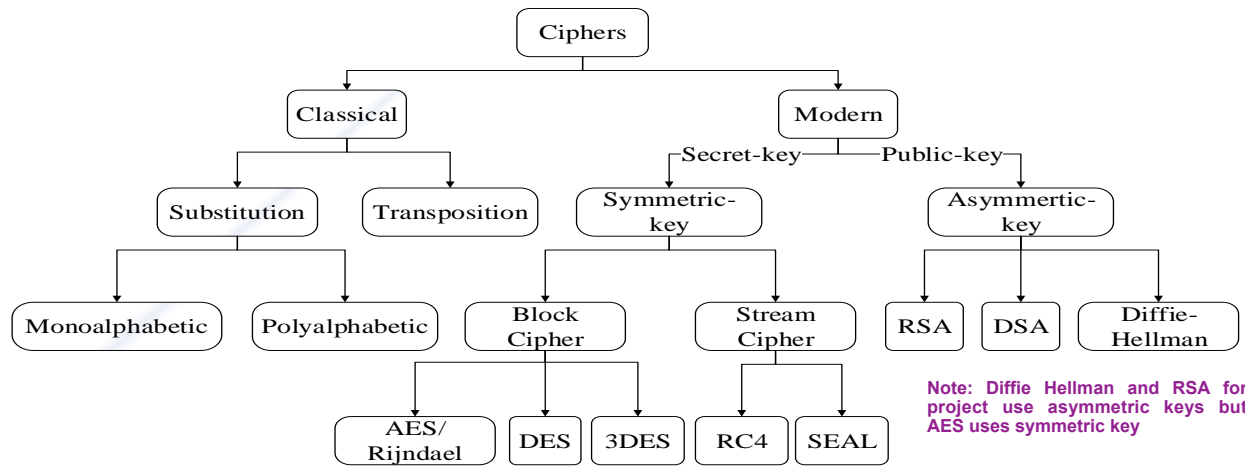 Ciphers
Classical
Modern
Secret-key
Public-key
Substitution
Transposition
Symmetric-
key
Asymmertic-
key
Monoalphabetic
Polyalphabetic
Block
Cipher
Stream
Cipher
RSA
DSA
Diffie-
Hellman
AES/
Rijndael
DES
3DES
RC4
SEAL
Note: Diffie Hellman and RSA for
project use asymmetric keys but
AES uses symmetric key